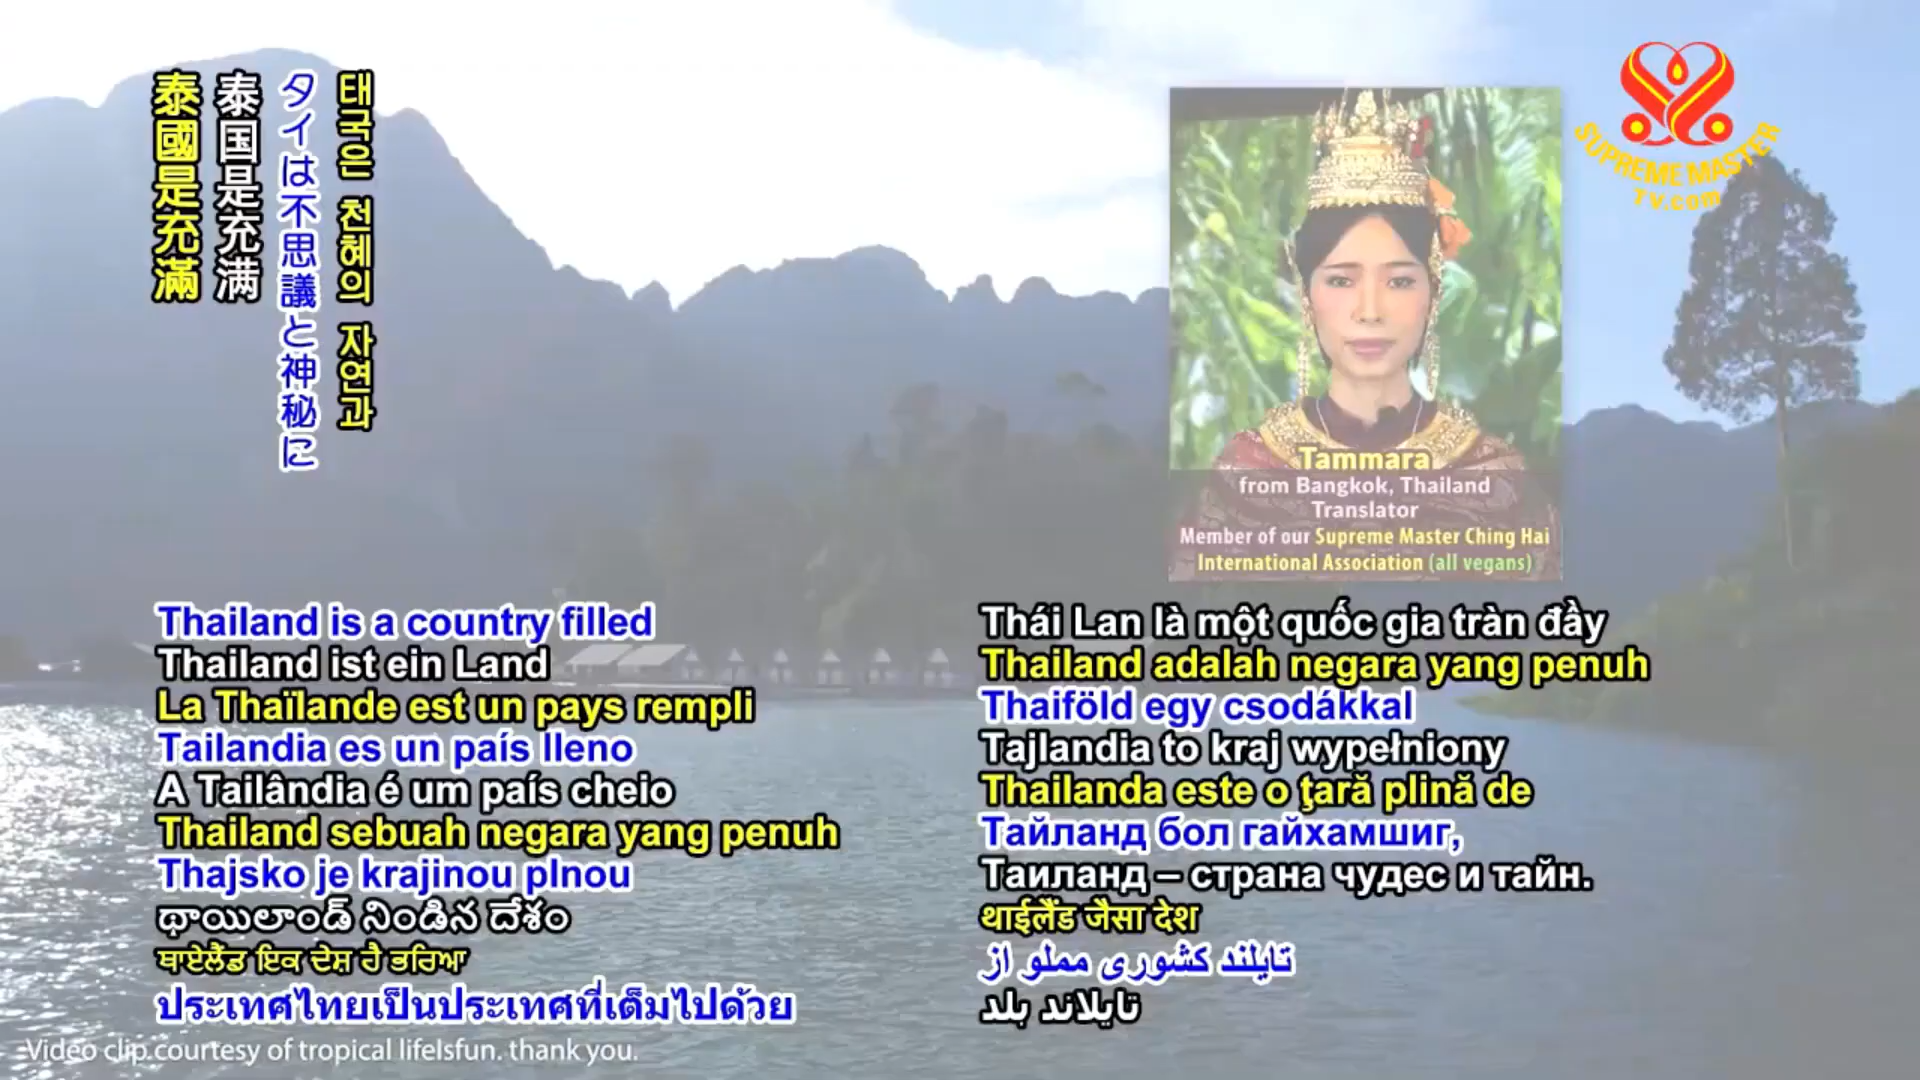 泰國是充滿
泰国是充满
タイは不思議と神秘に
태국은 천혜의 자연과
SUPREME MASTER
TV.com
Tammara
from Bangkok, Thailand
Translator
Member of our Supreme Master Ching Hai
International Association (all vegans)
Thailand is a country filled
Thailand ist ein Land
La Thaïlande est un pays rempli
Tailandia es un país lleno
A Tailândia é um país cheio
Thailand sebuah negara yang penuh
Thajsko je krajinou plnou
థాయిలాండ్ నిండిన దేశం
ਥਾਏਲੈਂਡ ਇਕ ਦੇਸ਼ ਹੈ ਭਰਿਆ
ประเทศไทยเป็นประเทศที่เต็มไปด้วย
Thái Lan là một quốc gia tràn đầy
Thailand adalah negara yang penuh
Thaiföld egy csodákkal
Tajlandia to kraj wypełniony
Thailanda este o ţară plină de
Тайланд бол гайхамшиг,
Таиланд – страна чудес и тайн.
थाईलैंड जैसा देश
تایلند کشوری مملو از
تايلاند بلد
Video clip courtesy of tropical lifeIsfun. thank you.